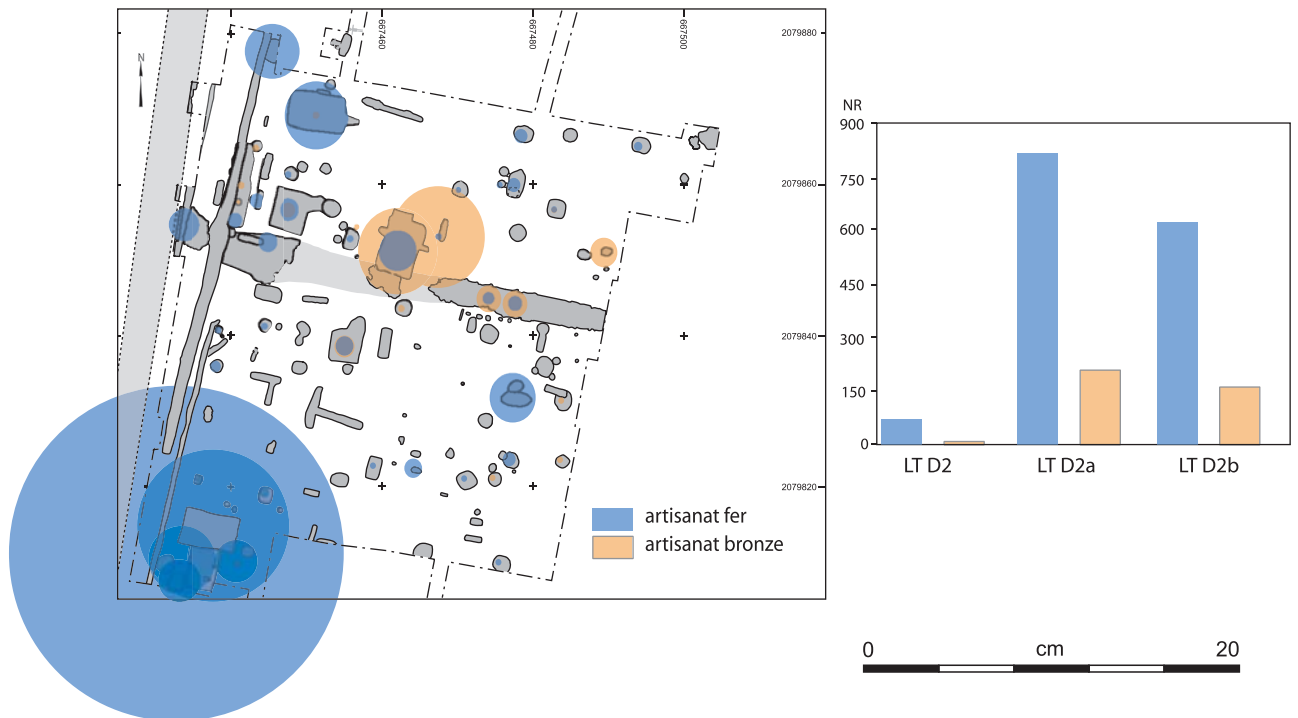 N
667460
667480
667500
2079880
2079860
2079840
2079820
artisanat fer
artisanat bronze
NR
900
750
600
450
300
150
0
LT D2
LT D2a
LT D2b
0 cm 20